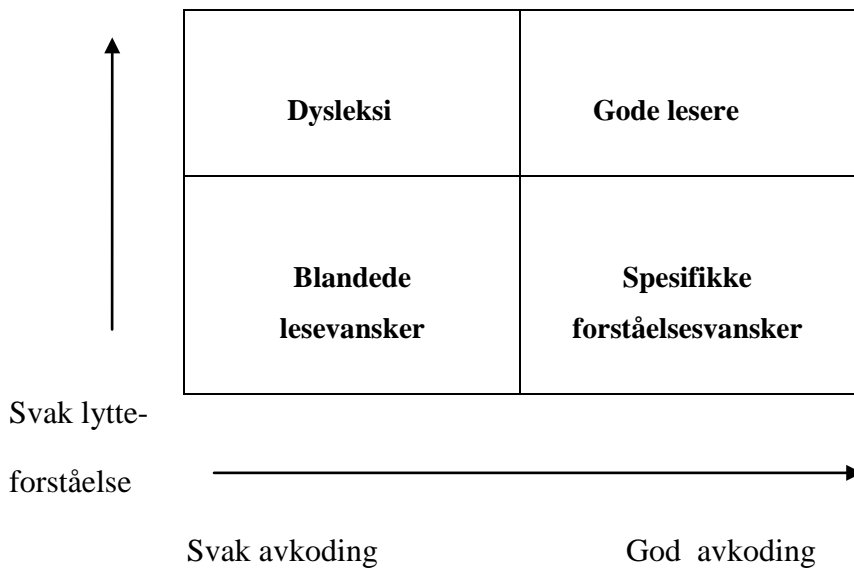 Dysleksi
Gode lesere
Blandede
lesevansker
Spesifikke
forståelsesvansker
Svak lytte-
forståelse
Svak avkoding
God avkoding